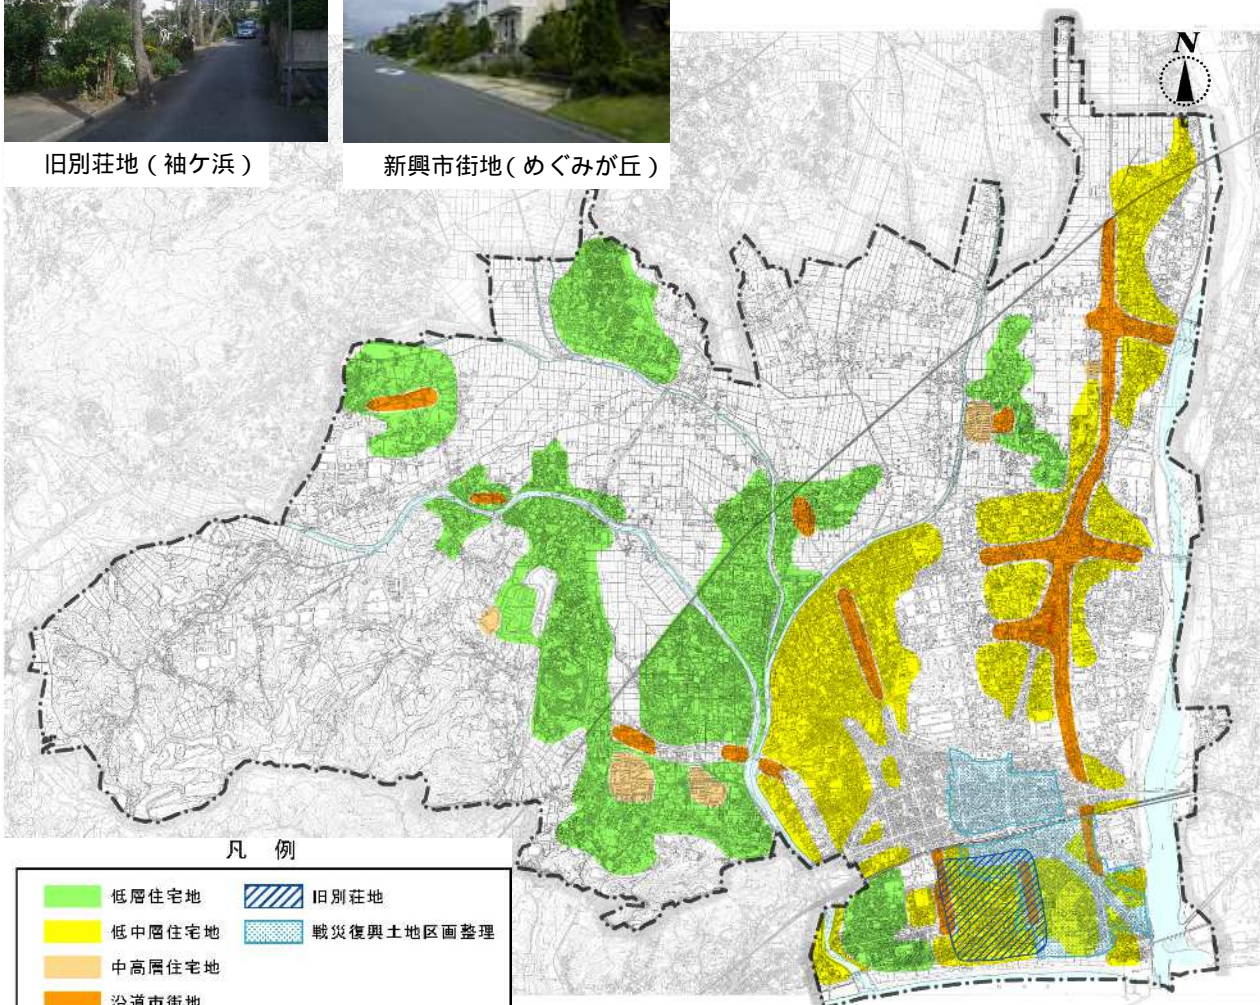 旧別荘地（袖ケ浜）
新興市街地（めぐみが丘）
N
凡 例
低層住宅地
旧別荘地
低中層住宅地
戦災復興土地区画整理
中高層住宅地
沿道市街地